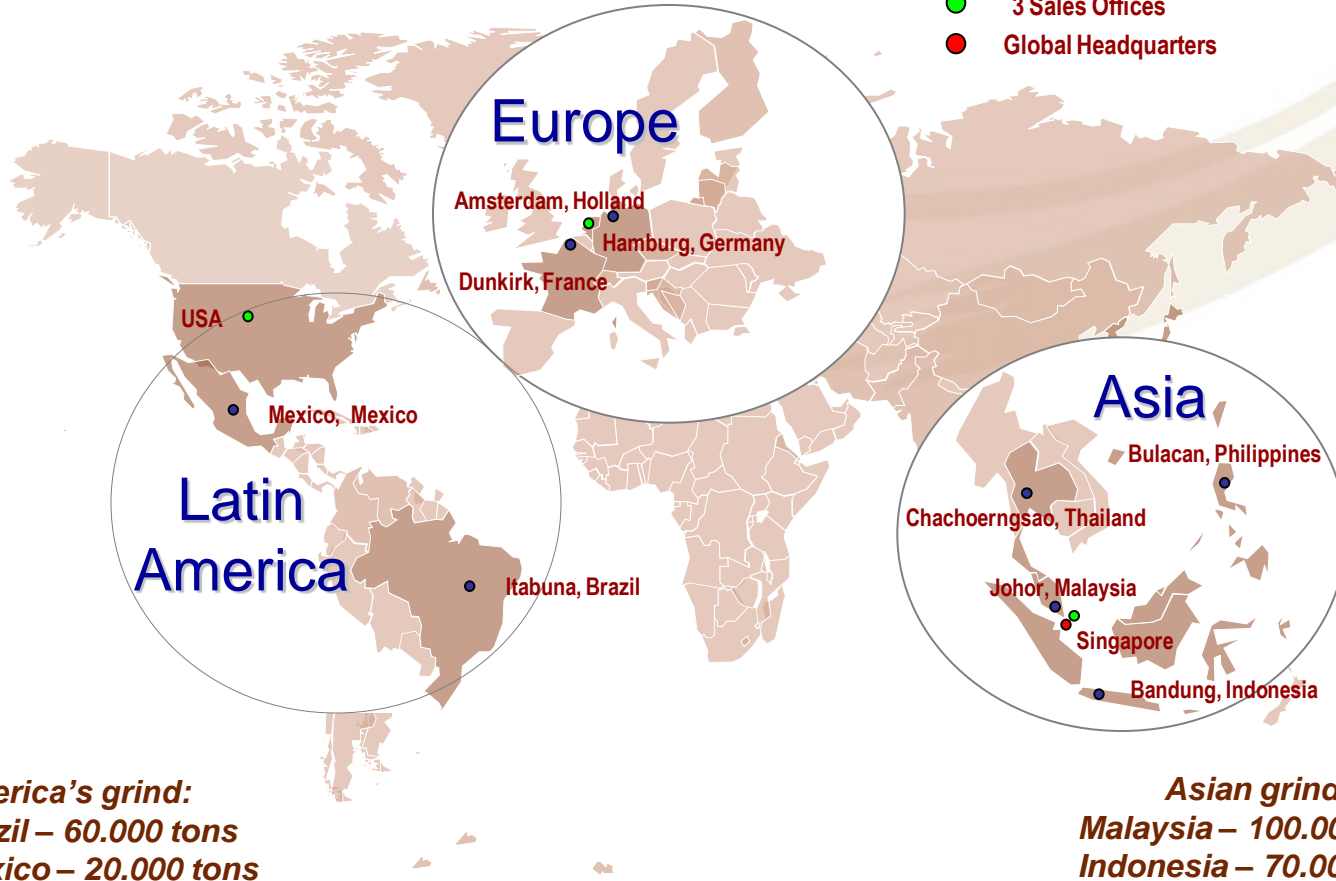 3 Sales Offices
Global Headquarters
Europe
Amsterdam, Holland
Hamburg, Germany
Dunkirk, France
USA
Mexico, Mexico
Latin
America
Itabuna, Brazil
Asia
Bulacan, Philippines
Chachoerngsao, Thailand
Johor, Malaysia
Singapore
Bandung, Indonesia
erica's grind:
zil – 60.000 tons
xico – 20.000 tons
Asian grind
Malaysia – 100.00
Indonesia – 70.00